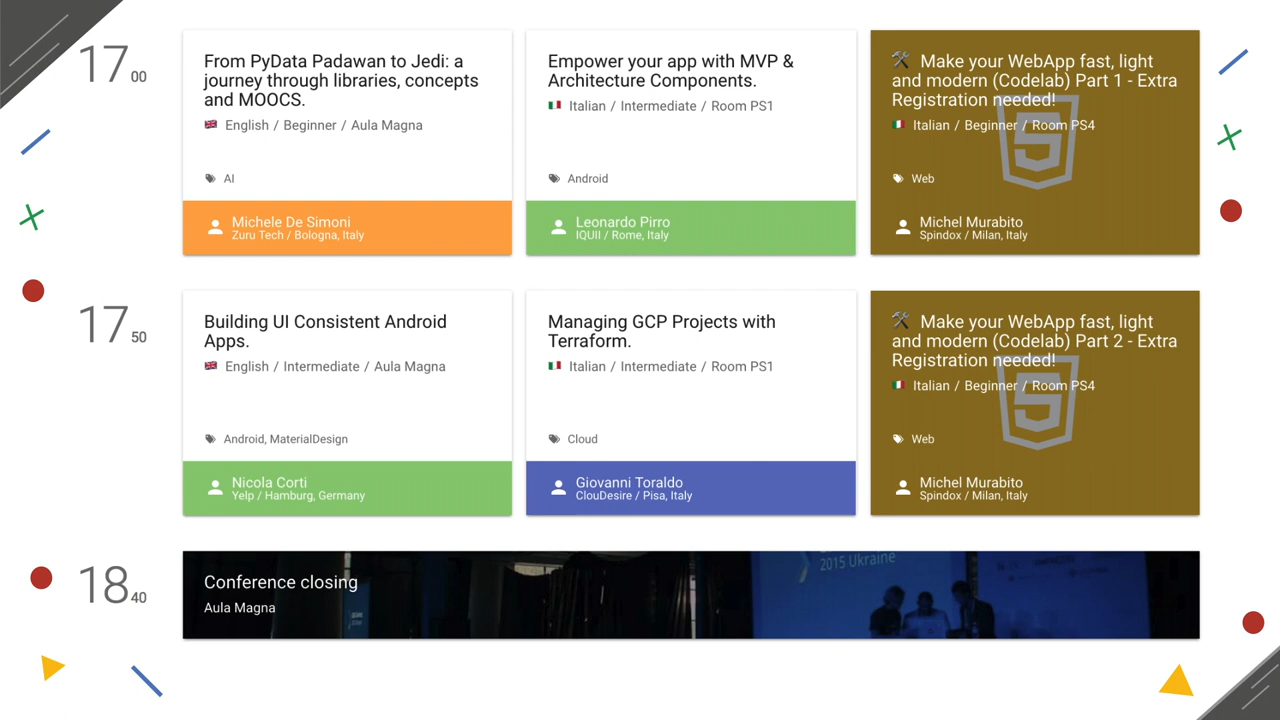 17 00
From PyData Padawan to Jedi: a
journey through libraries, concepts
and MOOCS.
English / Beginner / Aula Magna
AI
Michele De Simoni
Zuru Tech / Bologna, Italy
Empower your app with MVP &
Architecture Components.
Italian / Intermediate / Room PS1
Android
Leonardo Pirro
IQUII / Rome, Italy
🛠 Make your WebApp fast, light
and modern (Codelab) Part 1 - Extra
Registration needed!
Italian / Beginner / Room PS4
Web
Michel Murabito
Spindox / Milan, Italy
17 50
Building UI Consistent Android
Apps.
English / Intermediate / Aula Magna
Android, MaterialDesign
Nicola Corti
Yelp / Hamburg, Germany
Managing GCP Projects with
Terraform.
Italian / Intermediate / Room PS1
Cloud
Giovanni Toraldo
ClouDesire / Pisa, Italy
🛠 Make your WebApp fast, light
and modern (Codelab) Part 2 - Extra
Registration needed!
Italian / Beginner / Room PS4
Web
Michel Murabito
Spindox / Milan, Italy
18 40
Conference closing
Aula Magna
2015 Ukraine